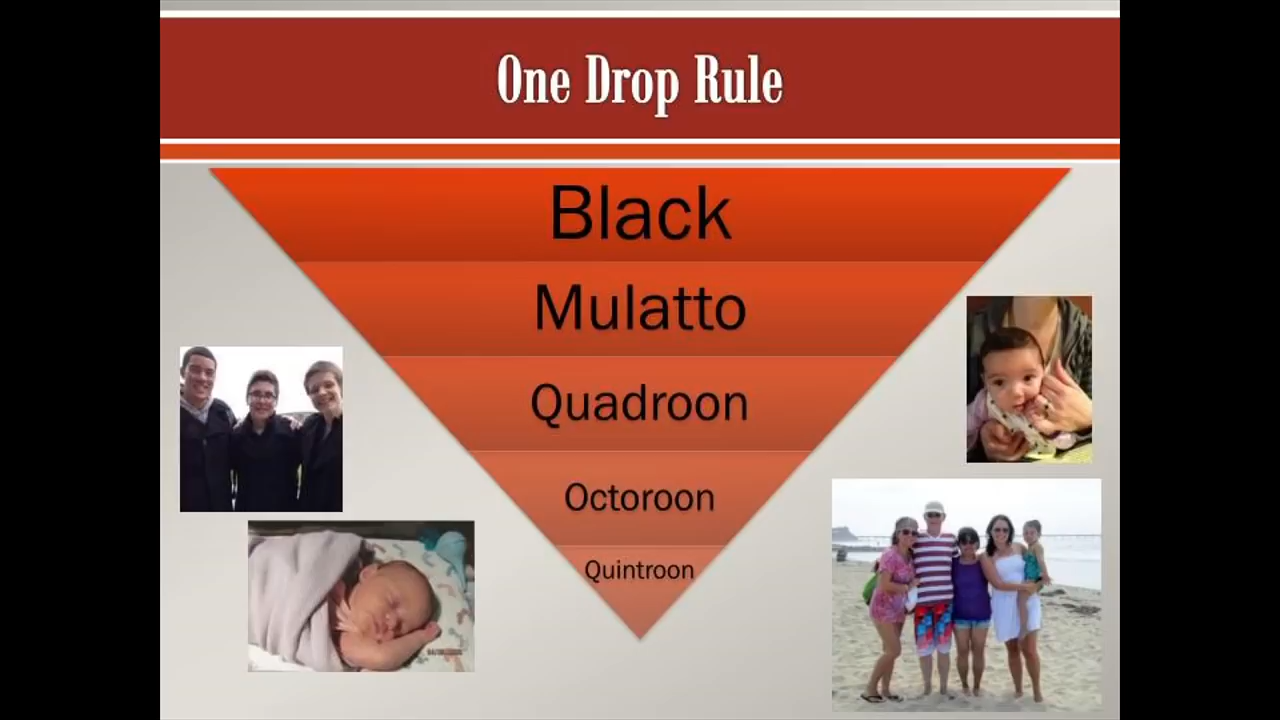 One Drop Rule
Black
Mulatto
Quadroon
Octoroon
Quintroon